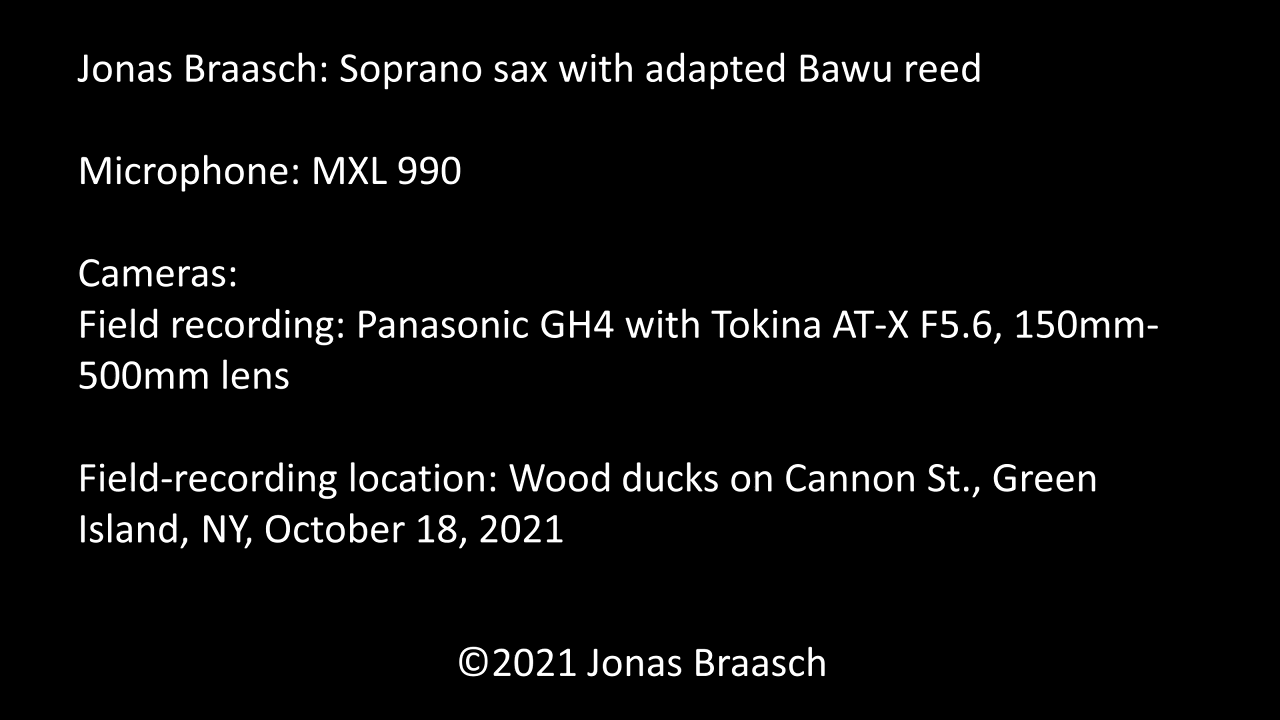 Jonas Braasch: Soprano sax with adapted Bawu reed
Microphone: MXL 990
Cameras:
Field recording: Panasonic GH4 with Tokina AT-X F5.6, 150mm-
500mm lens
Field-recording location: Wood ducks on Cannon St., Green
Island, NY, October 18, 2021
©2021 Jonas Braasch